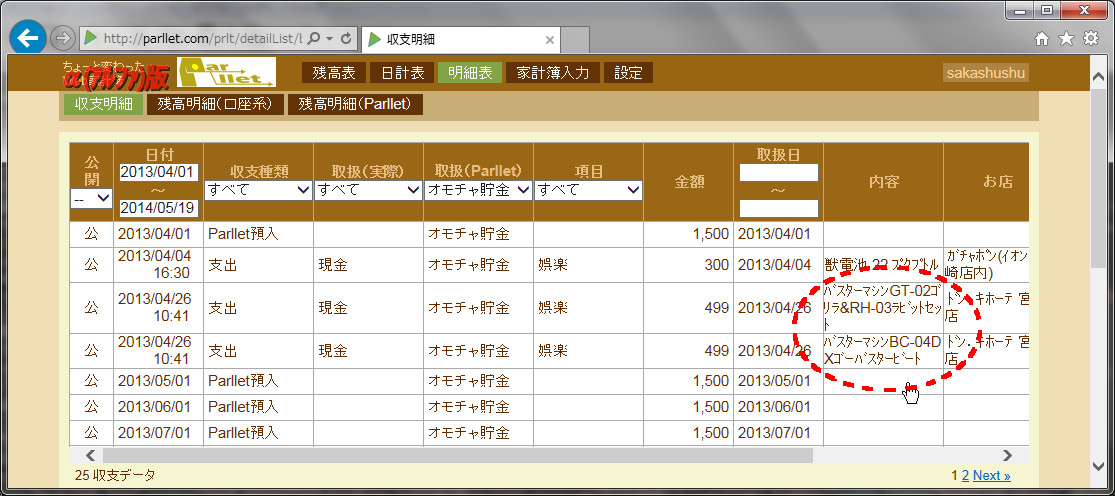 http://parllet.com/prlt/detailList/
収支明細
ちょっと変わった
α(ｱﾙﾌｧ)版
Parllet.
残高表 日計表 明細表 家計簿入力 設定
sakashushu
収支明細 残高明細(口座系) 残高明細(Parllet)
公開 日付 収支種類 取扱(実際) 取扱(Parllet) 項目 金額 取扱日 内容 お店
-- 2013/04/01 ～ 2014/05/19 すべて すべて オモチャ貯金 すべて ～
公 2013/04/01 Parllet預入 オモチャ貯金 1,500 2013/04/01
公 2013/04/04 16:30 支出 現金 オモチャ貯金 娯楽 300 2013/04/04 獣電池 22 ﾌﾟｸﾌﾟﾄﾙ ｶﾞﾁｬﾎﾟﾝ(イオン
崎店内)
公 2013/04/26 10:41 支出 現金 オモチャ貯金 娯楽 499 2013/04/26 ﾊﾞｽﾀｰマシンGT-02ｺﾞ
ﾘﾗ&RH-03ﾗﾋﾞｯﾄセッ
ﾄ
ﾄﾞﾝ．ｷホーテ 宮
店
公 2013/04/26 10:41 支出 現金 オモチャ貯金 娯楽 499 2013/04/26 ﾊﾞｽﾀｰマシンBC-04D
Xｺﾞｰﾊﾞｽﾀｰﾋﾞｰﾄ
ﾄﾞﾝ．ｷホーテ 宮
店
公 2013/05/01 Parllet預入 オモチャ貯金 1,500 2013/05/01
公 2013/06/01 Parllet預入 オモチャ貯金 1,500 2013/06/01
公 2013/07/01 Parllet預入 オモチャ貯金 1,500 2013/07/01
25 収支データ
1 2 Next »